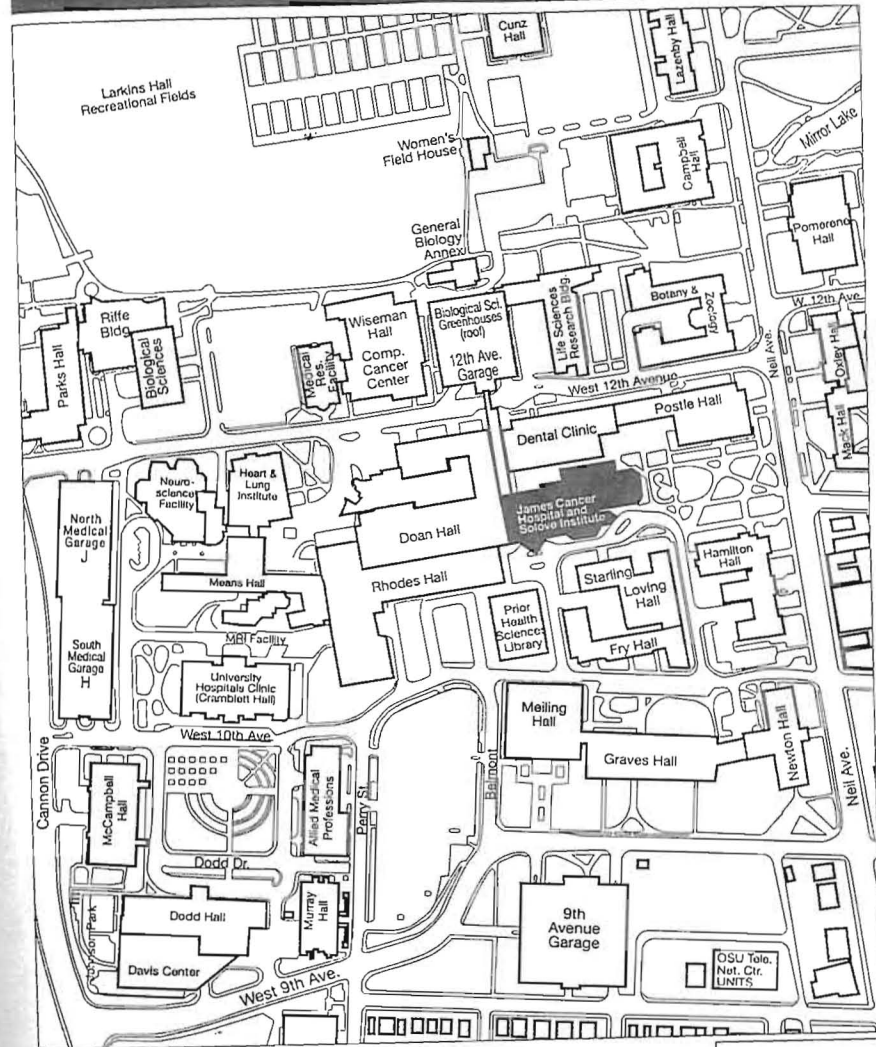 Cunz
Hall
Lazenby Hall
Larkins Hall
Recreational Fields
Mirror Lake
Women's
Field House
Campbell
Hall
Pomerene
Hall
General
Biology
Annex
W. 12th Ave.
Riffe
Bldg.
Wiseman
Hall
Comp.
Cancer
Center
Biological Sci.
Greenhouses
(roof)
12th Ave.
Garage
Life Sciences
Research Bldg.
Botany &
Zoology
Parks Hall
Biological
Sciences
Medical
Res.
Facility
Neil Ave.
Oxley Hall
West 12th Avenue
Mack Hall
Dental Clinic
Postle Hall
Neuro-
science
Facility
Heart &
Lung
Institute
James Cancer
Hospital and
Solove Institute
North
Medical
Garage
J
Doan Hall
Means Hall
Rhodes Hall
Starling
Loving
Hall
Hamilton
Hall
Prior
Health
Sciences
Library
Fry Hall
MRI Facility
South
Medical
Garage
H
University
Hospitals Clinic
(Cramblett Hall)
Meiling
Hall
Graves Hall
Newton Hall
West 10th Ave
Cannon Drive
Belmont
Neil Ave.
McCampbell
Hall
Allied Medical
Professions
Perry St.
Dodd Dr.
Dodd Hall
Murray
Hall
Park
Davis Center
9th
Avenue
Garage
West 9th Ave.
OSU Tele.
Net. Ctr.
UNITS